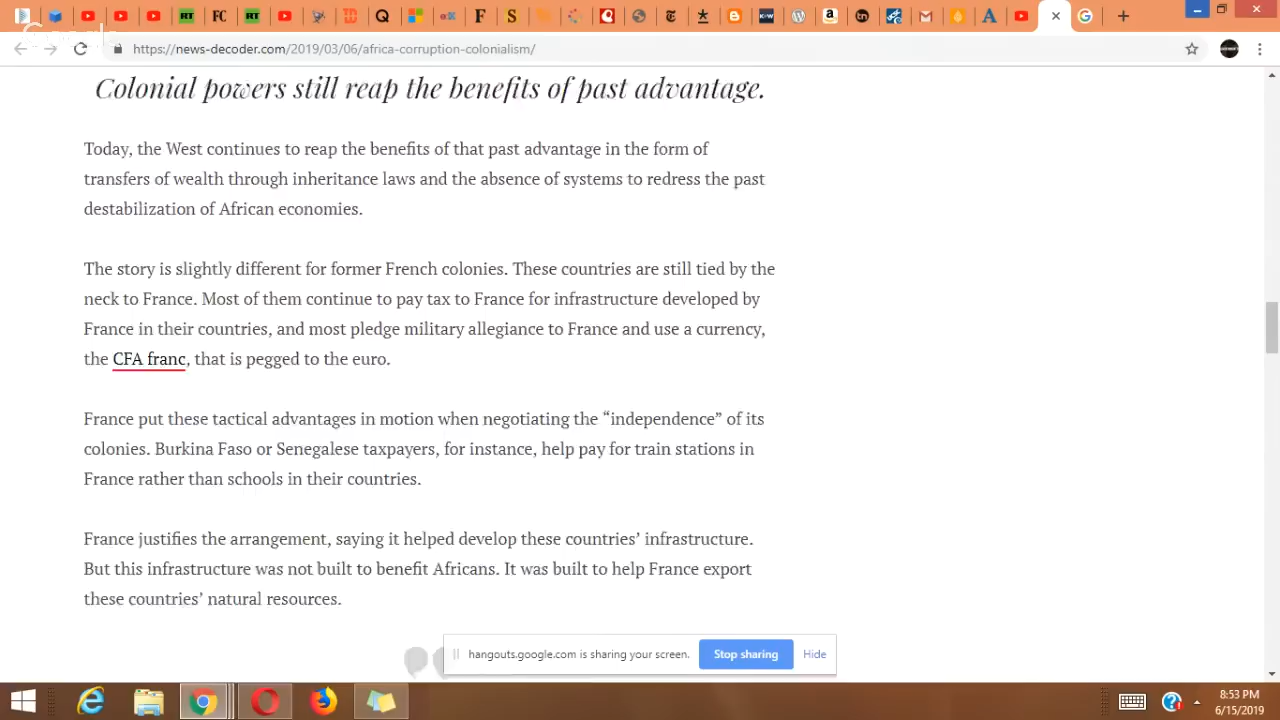 https://news-decoder.com/2019/03/06/africa-corruption-colonialism/
Colonial powers still reap the benefits of past advantage.
Today, the West continues to reap the benefits of that past advantage in the form of
transfers of wealth through inheritance laws and the absence of systems to redress the past
destabilization of African economies.
The story is slightly different for former French colonies. These countries are still tied by the
neck to France. Most of them continue to pay tax to France for infrastructure developed by
France in their countries, and most pledge military allegiance to France and use a currency,
the CFA franc, that is pegged to the euro.
France put these tactical advantages in motion when negotiating the “independence” of its
colonies. Burkina Faso or Senegalese taxpayers, for instance, help pay for train stations in
France rather than schools in their countries.
France justifies the arrangement, saying it helped develop these countries’ infrastructure.
But this infrastructure was not built to benefit Africans. It was built to help France export
these countries’ natural resources.
hangouts.google.com is sharing your screen. Stop sharing Hide
8:53 PM
6/15/2019